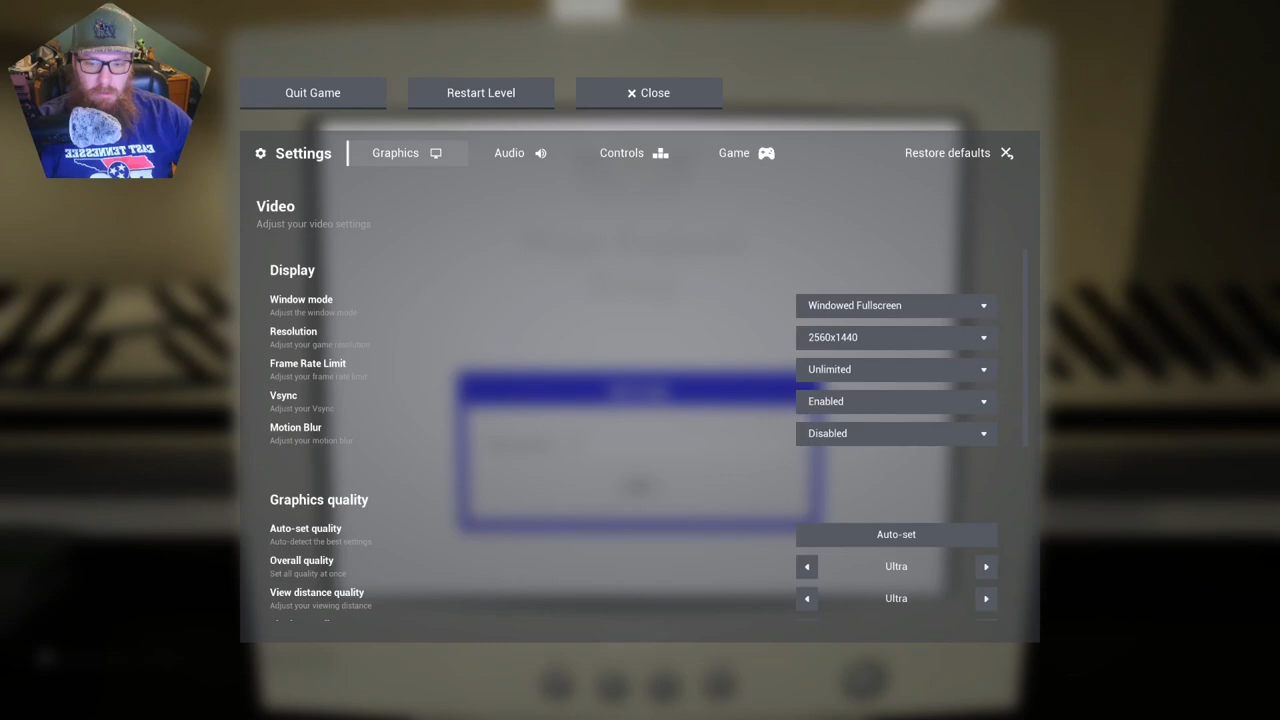 Quit Game
Restart Level
Close
Settings
Graphics
Audio
Controls
Game
Restore defaults
Video
Adjust your video settings
Display
Window mode
Adjust the window mode
Windowed Fullscreen
Resolution
Adjust your game resolution
2560x1440
Frame Rate Limit
Adjust your frame rate limit
Unlimited
Vsync
Adjust your Vsync
Enabled
Motion Blur
Adjust your motion blur
Disabled
Graphics quality
Auto-set quality
Auto-detect the best settings
Auto-set
Overall quality
Set all quality at once
Ultra
View distance quality
Adjust your viewing distance
Ultra
EAST TENNESSEE